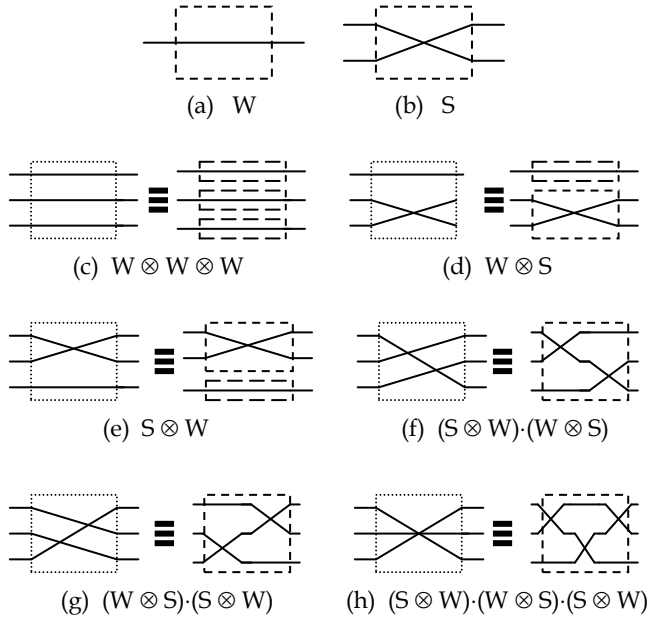 (a) W (b) S
(c) W ⊗ W ⊗ W (d) W ⊗ S
(e) S ⊗ W (f) (S ⊗ W)·(W ⊗ S)
(g) (W ⊗ S)·(S ⊗ W) (h) (S ⊗ W)·(W ⊗ S)·(S ⊗ W)